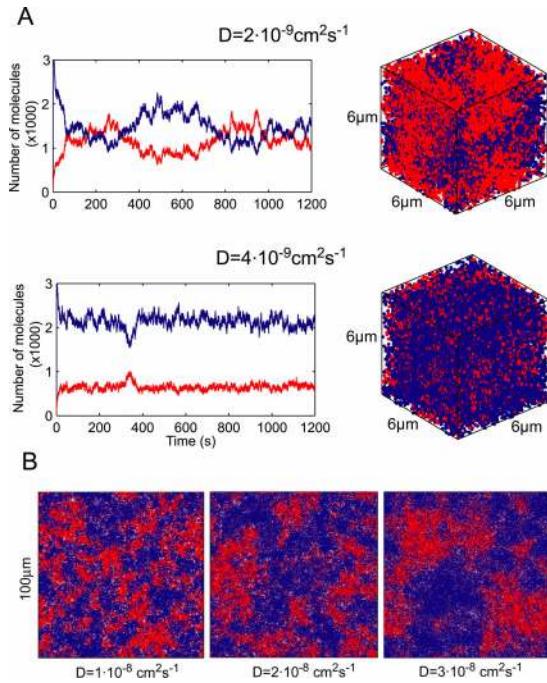 A
D=2·10⁻⁹cm²s⁻¹
Number of molecules
(x1000)
3
2
1
0
0 200 400 600 800 1000 1200
6µm
6µm 6µm
D=4·10⁻⁹cm²s⁻¹
Number of molecules
(x1000)
3
2
1
0
0 200 400 600 800 1000 1200
Time (s)
6µm
6µm 6µm
B
100µm
D=1·10⁻⁸ cm²s⁻¹ D=2·10⁻⁸ cm²s⁻¹ D=3·10⁻⁸ cm²s⁻¹